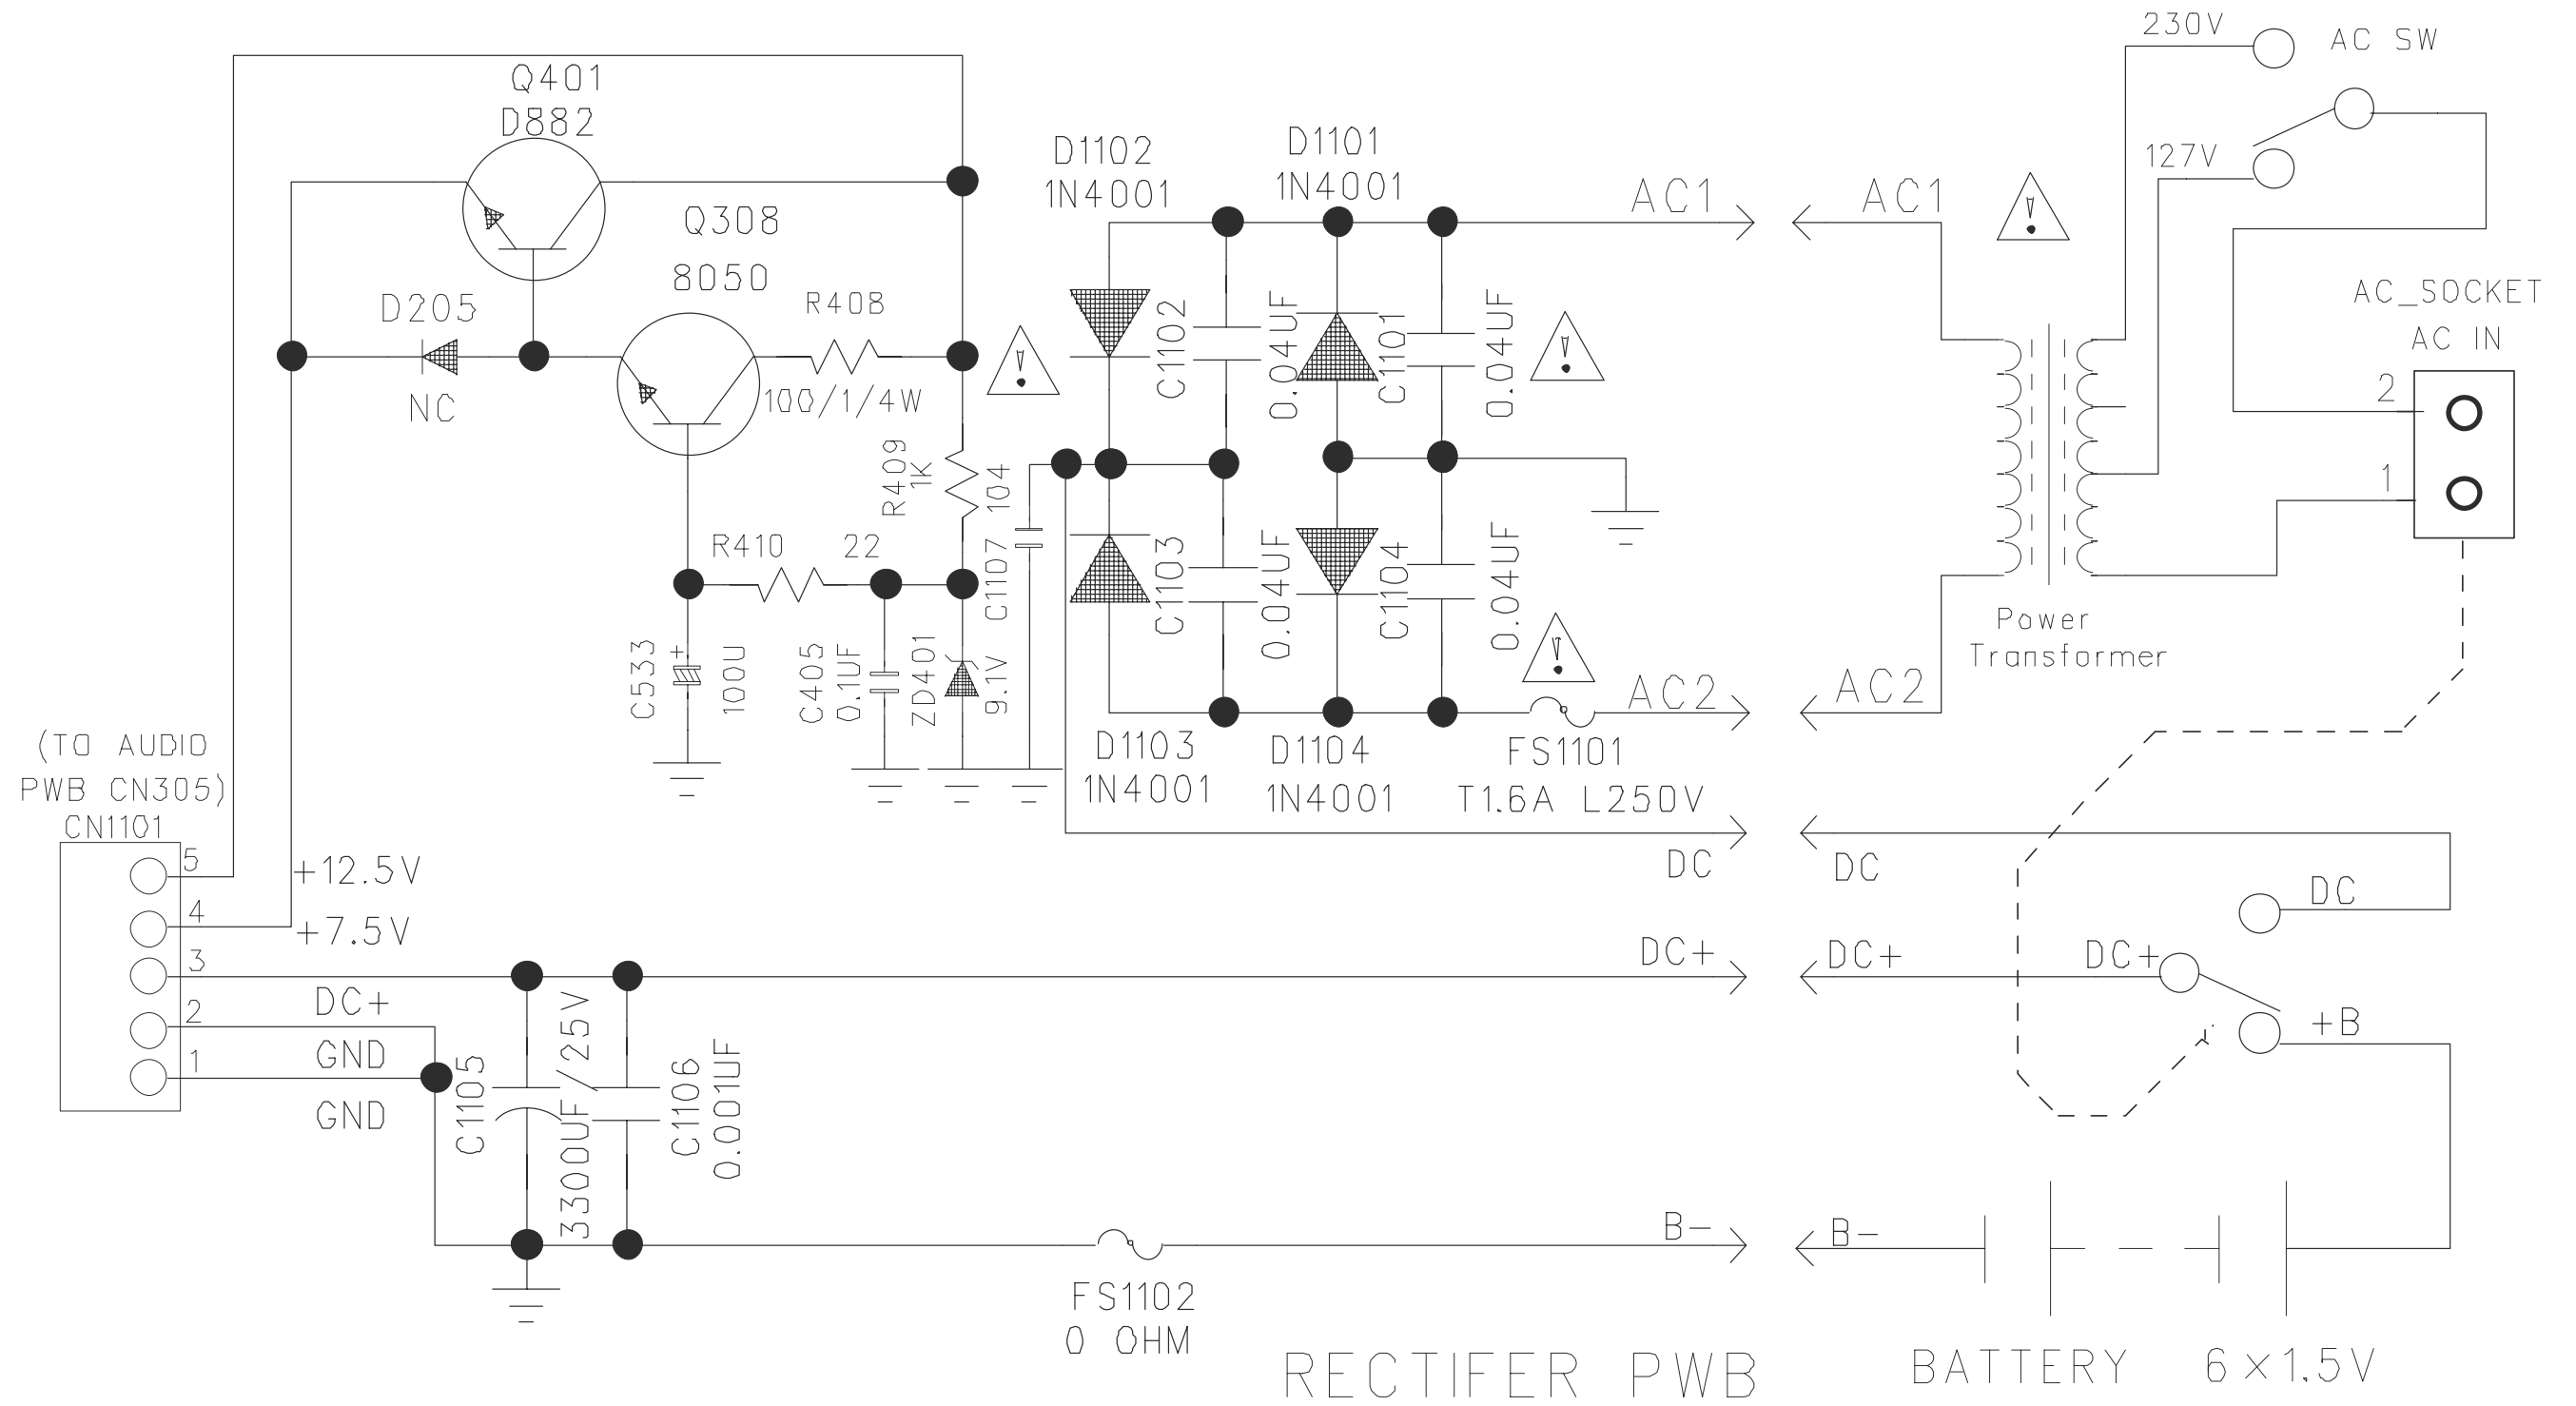 230V
AC SW
127V
Q401
D882
Q308
8050
D205
NC
R408
100/1/4W
D1102
1N4001
D1101
1N4001
AC1
AC1
!
AC_SOCKET
AC IN
2
1
!
C1102
0.04UF
C1101
0.04UF
!
R409
1K
104
C1107
R410
22
C1103
0.04UF
C1104
0.04UF
Power
Transformer
C533
+
100U
C405
0.1UF
ZD401
9.1V
!
AC2
AC2
D1103
1N4001
D1104
1N4001
FS1101
T1.6A L250V
(TO AUDIO
PWB CN305)
CN1101
5
+12.5V
4
+7.5V
3
DC+
2
GND
1
GND
DC
DC
DC
DC+
DC+
DC+
+B
C1105
3300UF/25V
C1106
0.001UF
B-
B-
FS1102
0 OHM
RECTIFER PWB
BATTERY 6×1.5V